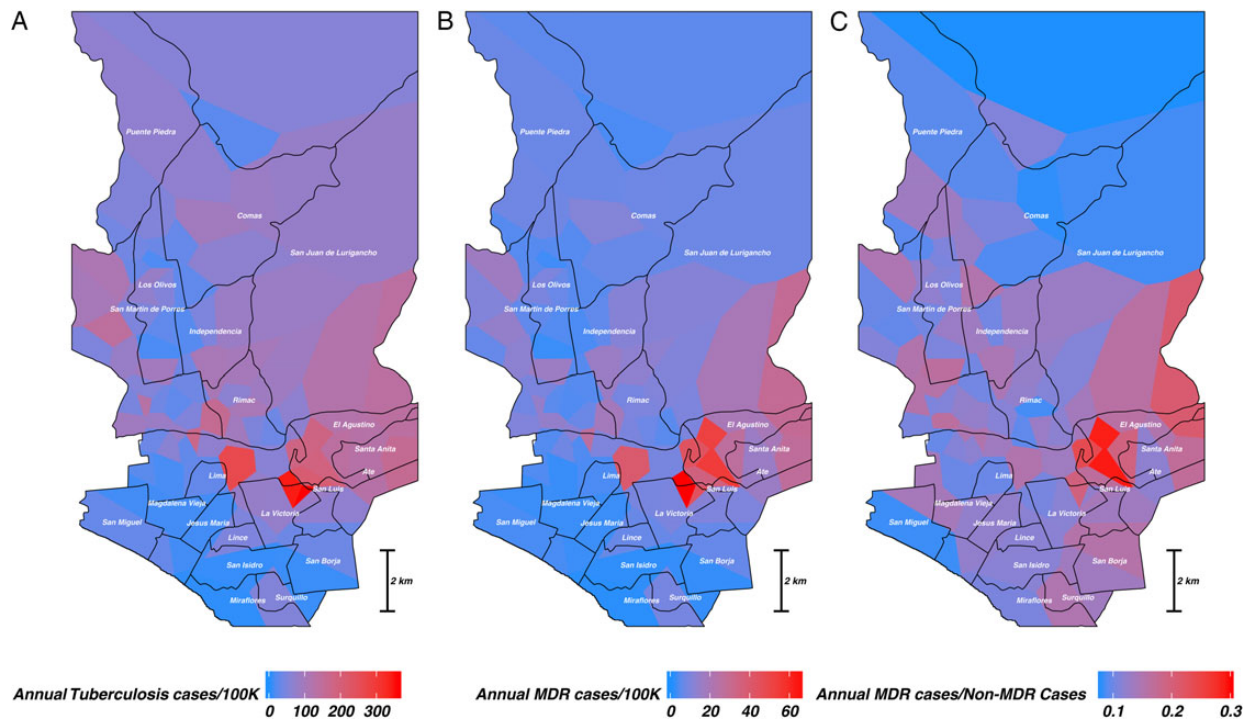 A
Puente Piedra
Comas
San Juan de Lurigancho
Los Olivos
San Martin de Porres
Independencia
Rimac
El Agustino
Santa Anita
Ate
Lima
San Luis
Magdalena Vieja
La Victoria
San Miguel
Jesus Maria
Lince
San Borja
San Isidro
2 km
Miraflores
Surquillo
Annual Tuberculosis cases/100K
0 100 200 300
B
Puente Piedra
Comas
San Juan de Lurigancho
Los Olivos
San Martin de Porres
Independencia
Rimac
El Agustino
Santa Anita
Ate
Lima
San Luis
Magdalena Vieja
La Victoria
San Miguel
Jesus Maria
Lince
San Borja
San Isidro
2 km
Miraflores
Surquillo
Annual MDR cases/100K
0 20 40 60
C
Puente Piedra
Comas
San Juan de Lurigancho
Los Olivos
San Martin de Porres
Independencia
Rimac
El Agustino
Santa Anita
Ate
Lima
San Luis
Magdalena Vieja
La Victoria
San Miguel
Jesus Maria
Lince
San Borja
San Isidro
2 km
Miraflores
Surquillo
Annual MDR cases/Non-MDR Cases
0.1 0.2 0.3